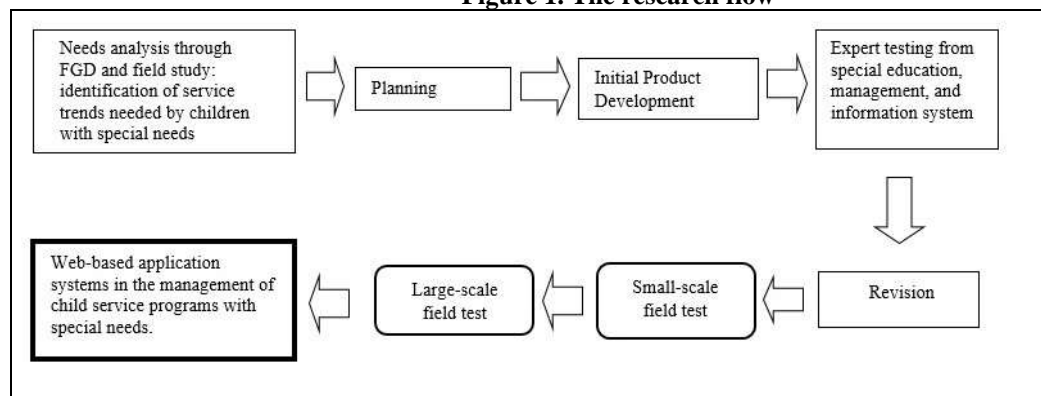 Figure 1. The research flow
Needs analysis through
FGD and field study:
identification of service
trends needed by children
with special needs
Planning
Initial Product
Development
Expert testing from
special education,
management, and
information system
Revision
Small-scale
field test
Large-scale
field test
Web-based application
systems in the management of
child service programs with
special needs.